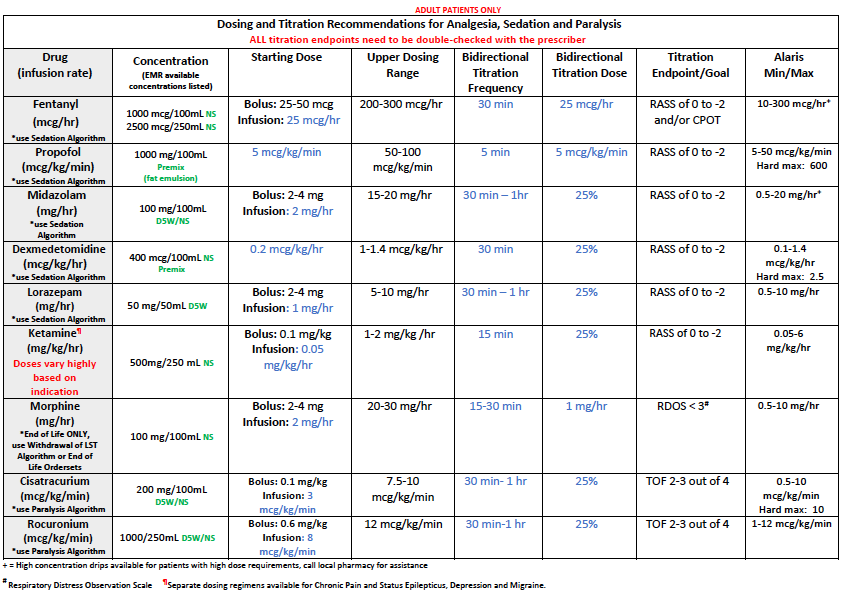 ADULT PATIENTS ONLY
Dosing and Titration Recommendations for Analgesia, Sedation and Paralysis
ALL titration endpoints need to be double-checked with the prescriber
Drug
(infusion rate)
Concentration
(EMR available
concentrations listed)
Starting Dose
Upper Dosing
Range
Bidirectional
Titration
Frequency
Bidirectional
Titration Dose
Titration
Endpoint/Goal
Alaris
Min/Max
Fentanyl
(mcg/hr)
*use Sedation Algorithm
1000 mcg/100mL NS
2500 mcg/250mL NS
Bolus: 25-50 mcg
Infusion: 25 mcg/hr
200-300 mcg/hr
30 min
25 mcg/hr
RASS of 0 to -2
and/or CPOT
10-300 mcg/hr+
Propofol
(mcg/kg/min)
*use Sedation Algorithm
1000 mg/100mL
Premix
(fat emulsion)
5 mcg/kg/min
50-100
mcg/kg/min
5 min
5 mcg/kg/min
RASS of 0 to -2
5-50 mcg/kg/min
Hard max: 600
Midazolam
(mg/hr)
*use Sedation
Algorithm
100 mg/100mL
D5W/NS
Bolus: 2-4 mg
Infusion: 2 mg/hr
15-20 mg/hr
30 min – 1hr
25%
RASS of 0 to -2
0.5-20 mg/hr+
Dexmedetomidine
(mcg/kg/hr)
*use Sedation Algorithm
400 mcg/100mL NS
Premix
0.2 mcg/kg/hr
1-1.4 mcg/kg/hr
30 min
25%
RASS of 0 to -2
0.1-1.4
mcg/kg/hr
Hard max: 2.5
Lorazepam
(mg/hr)
*use Sedation Algorithm
50 mg/50mL D5W
Bolus: 2-4 mg
Infusion: 1 mg/hr
5-10 mg/hr
30 min – 1 hr
25%
RASS of 0 to -2
0.5-10 mg/hr
Ketamine¶
(mg/kg/hr)
Doses vary highly
based on
indication
500mg/250 mL NS
Bolus: 0.1 mg/kg
Infusion: 0.05
mg/kg/hr
1-2 mg/kg /hr
15 min
25%
RASS of 0 to -2
0.05-6
mg/kg/hr
Morphine
(mg/hr)
*End of Life ONLY,
use Withdrawal of LST
Algorithm or End of
Life Ordersets
100 mg/100mL NS
Bolus: 2-4 mg
Infusion: 2 mg/hr
20-30 mg/hr
15-30 min
1 mg/hr
RDOS < 3#
0.5-10 mg/hr
Cisatracurium
(mcg/kg/min)
*use Paralysis Algorithm
200 mg/100mL
D5W/NS
Bolus: 0.1 mg/kg
Infusion: 3
mcg/kg/min
7.5-10
mcg/kg/min
30 min- 1 hr
25%
TOF 2-3 out of 4
0.5-10
mcg/kg/min
Hard max: 10
Rocuronium
(mcg/kg/min)
*use Paralysis Algorithm
1000/250mL D5W/NS
Bolus: 0.6 mg/kg
Infusion: 8
mcg/kg/min
12 mcg/kg/min
30 min-1 hr
25%
TOF 2-3 out of 4
1-12 mcg/kg/min
+ = High concentration drips available for patients with high dose requirements, call local pharmacy for assistance
# Respiratory Distress Observation Scale ¶Separate dosing regimens available for Chronic Pain and Status Epilepticus, Depression and Migraine.